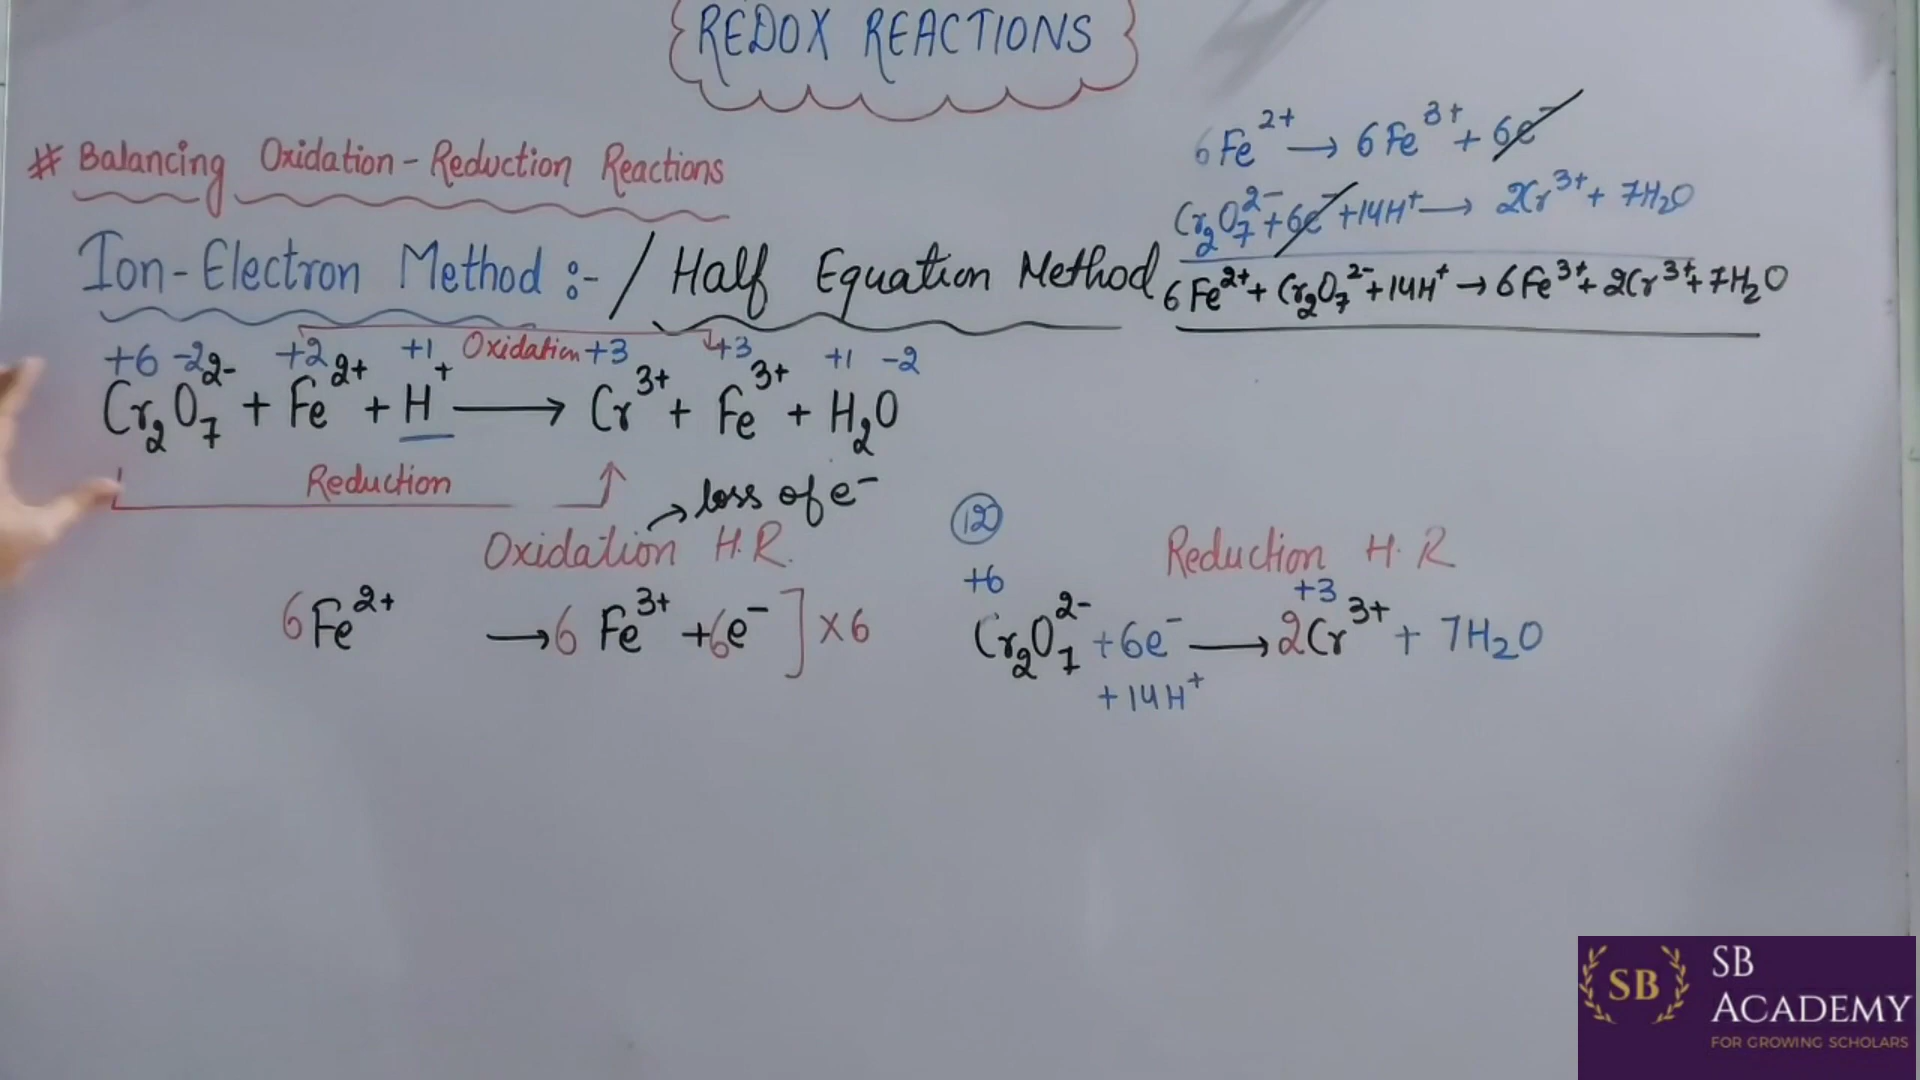 REDOX REACTIONS
# Balancing Oxidation-Reduction Reactions
Ion-Electron Method :- / Half Equation Method
6Fe²⁺ → 6Fe³⁺ + 6e⁻
Cr₂O₇²⁻ + 6e⁻ + 14H⁺ → 2Cr³⁺ + 7H₂O
6Fe²⁺ + Cr₂O₇²⁻ + 14H⁺ → 6Fe³⁺ + 2Cr³⁺ + 7H₂O
+6 -2 +2 +1 Oxidation +3 +3 +1 -2
Cr₂O₇²⁻ + Fe²⁺ + H⁺ → Cr³⁺ + Fe³⁺ + H₂O
Reduction
→ loss of e⁻
Oxidation H.R.
6Fe²⁺ → 6 Fe³⁺ + 6e⁻ ] × 6
12
Reduction H.R
+6 +3
Cr₂O₇²⁻ + 6e⁻ → 2Cr³⁺ + 7H₂O
+ 14H⁺
SB
SB
ACADEMY
FOR GROWING SCHOLARS